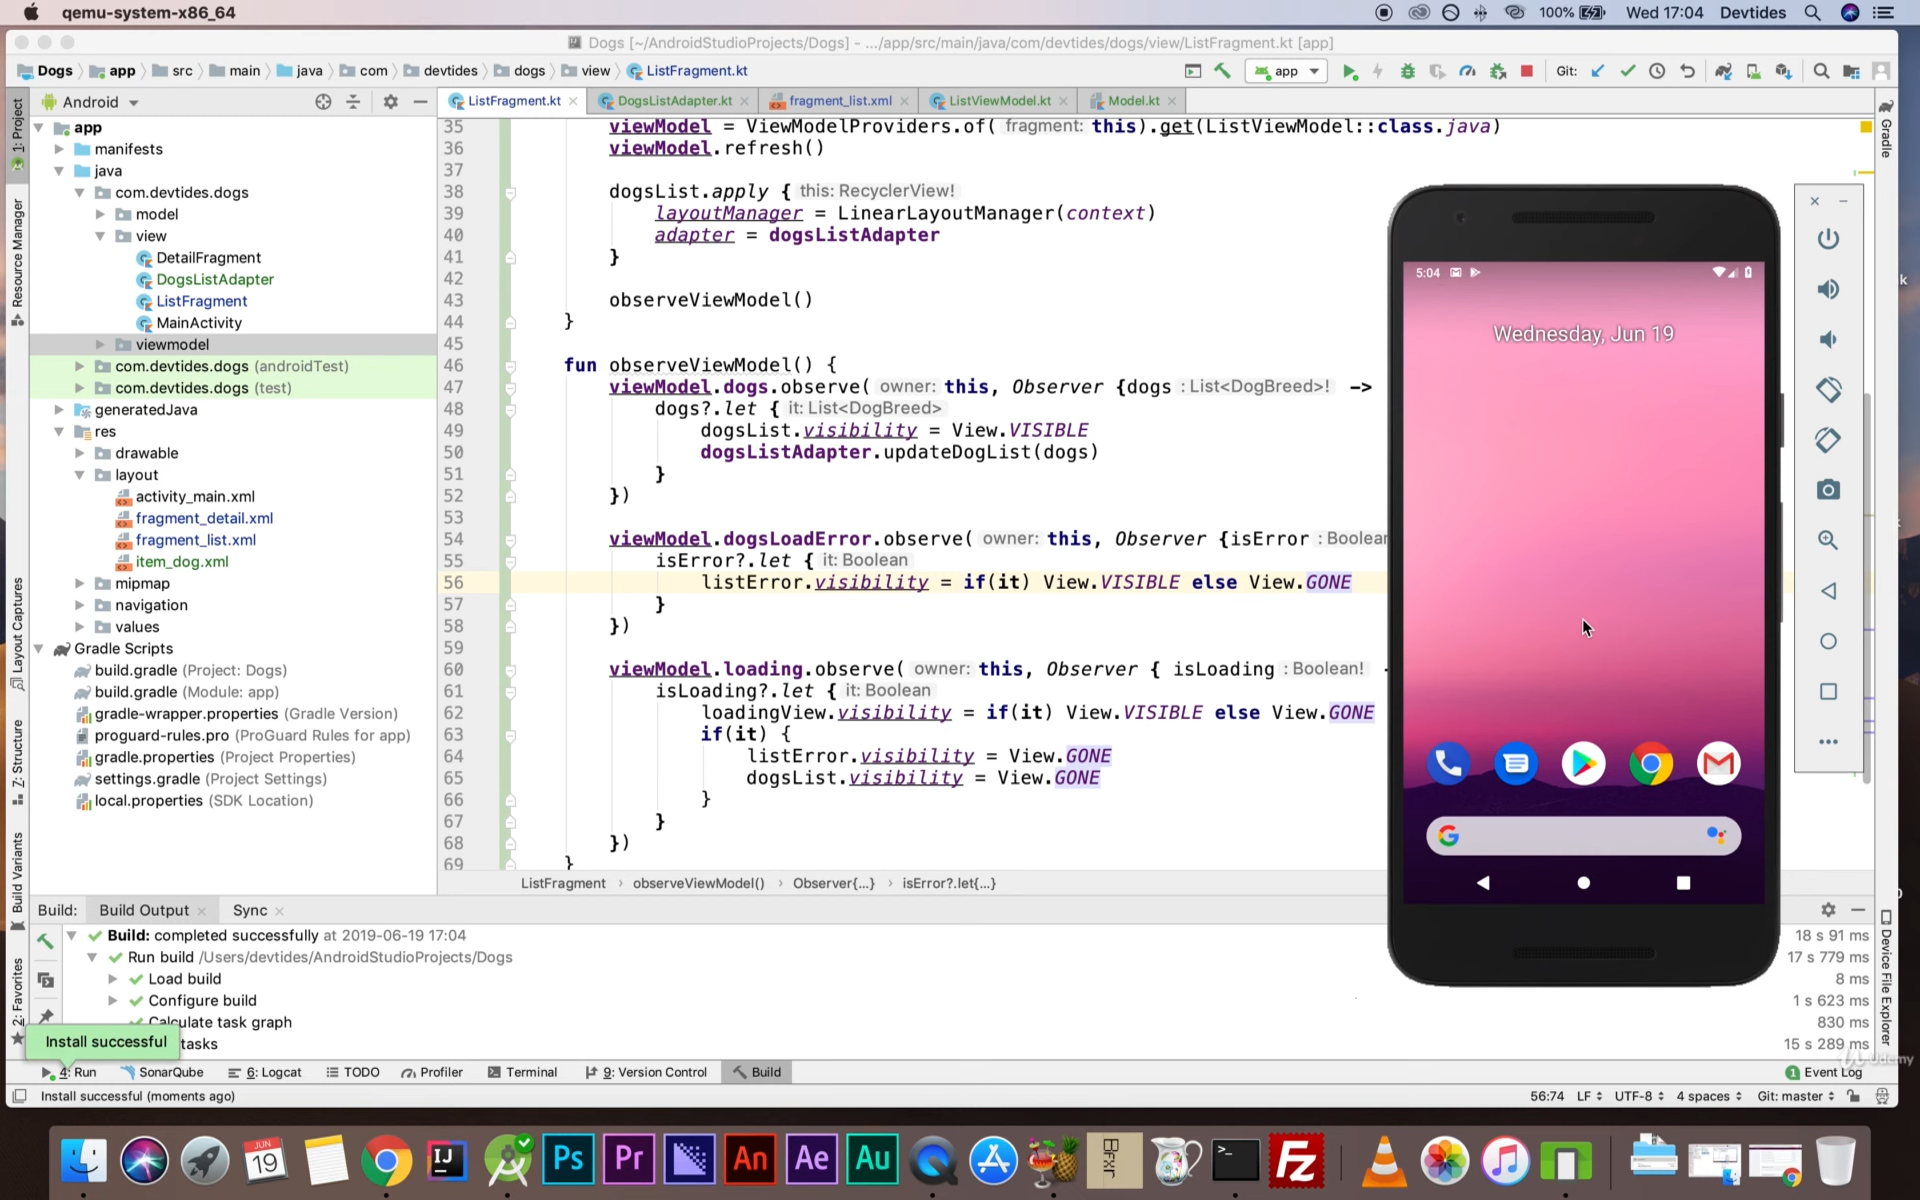 qemu-system-x86_64
100%
Wed 17:04
Devtides
Dogs [~/AndroidStudioProjects/Dogs] - .../app/src/main/java/com/devtides/dogs/view/ListFragment.kt [app]
Dogs
app
src
main
java
com
devtides
dogs
view
ListFragment.kt
app
Git:
Android
ListFragment.kt
DogsListAdapter.kt
fragment_list.xml
ListViewModel.kt
Model.kt
1: Project
Resource Manager
Layout Captures
7: Structure
Build Variants
2: Favorites
app
manifests
java
com.devtides.dogs
model
view
DetailFragment
DogsListAdapter
ListFragment
MainActivity
viewmodel
com.devtides.dogs (androidTest)
com.devtides.dogs (test)
generatedJava
res
drawable
layout
activity_main.xml
fragment_detail.xml
fragment_list.xml
item_dog.xml
mipmap
navigation
values
Gradle Scripts
build.gradle (Project: Dogs)
build.gradle (Module: app)
gradle-wrapper.properties (Gradle Version)
proguard-rules.pro (ProGuard Rules for app)
gradle.properties (Project Properties)
settings.gradle (Project Settings)
local.properties (SDK Location)
35 viewModel = ViewModelProviders.of( fragment: this).get(ListViewModel::class.java)
36 viewModel.refresh()
37
38 dogsList.apply { this: RecyclerView!
39 layoutManager = LinearLayoutManager(context)
40 adapter = dogsListAdapter
41 }
42
43 observeViewModel()
44 }
45
46 fun observeViewModel() {
47 viewModel.dogs.observe( owner: this, Observer {dogs : List<DogBreed>! ->
48 dogs?.let { it: List<DogBreed>
49 dogsList.visibility = View.VISIBLE
50 dogsListAdapter.updateDogList(dogs)
51 }
52 })
53
54 viewModel.dogsLoadError.observe( owner: this, Observer {isError : Boolear
55 isError?.let { it: Boolean
56 listError.visibility = if(it) View.VISIBLE else View.GONE
57 }
58 })
59
60 viewModel.loading.observe( owner: this, Observer { isLoading : Boolean! -
61 isLoading?.let { it: Boolean
62 loadingView.visibility = if(it) View.VISIBLE else View.GONE
63 if(it) {
64 listError.visibility = View.GONE
65 dogsList.visibility = View.GONE
66 }
67 }
68 })
69 }
ListFragment › observeViewModel() › Observer{...} › isError?.let{...}
5:04
Wednesday, Jun 19
Gradle
Device File Explorer
Build:
Build Output
Sync
Build: completed successfully at 2019-06-19 17:04
18 s 91 ms
Run build /Users/devtides/AndroidStudioProjects/Dogs
17 s 779 ms
Load build
8 ms
Configure build
1 s 623 ms
Calculate task graph
830 ms
tasks
15 s 289 ms
Install successful
4: Run
SonarQube
6: Logcat
TODO
Profiler
Terminal
9: Version Control
Build
1 Event Log
Udemy
Install successful (moments ago)
56:74
LF
UTF-8
4 spaces
Git: master
JUN
19
IJ
Ps
Pr
An
Ae
Au
Brxr
>_
Fz